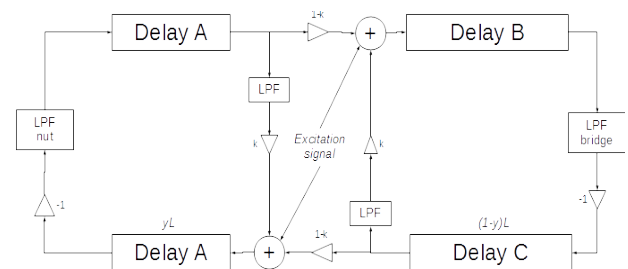 1-k
Delay A
+
Delay B
LPF
nut
LPF
k
Excitation
signal
k
LPF
bridge
-1
-1
LPF
yL
1-k
(1-y)L
Delay A
+
Delay C